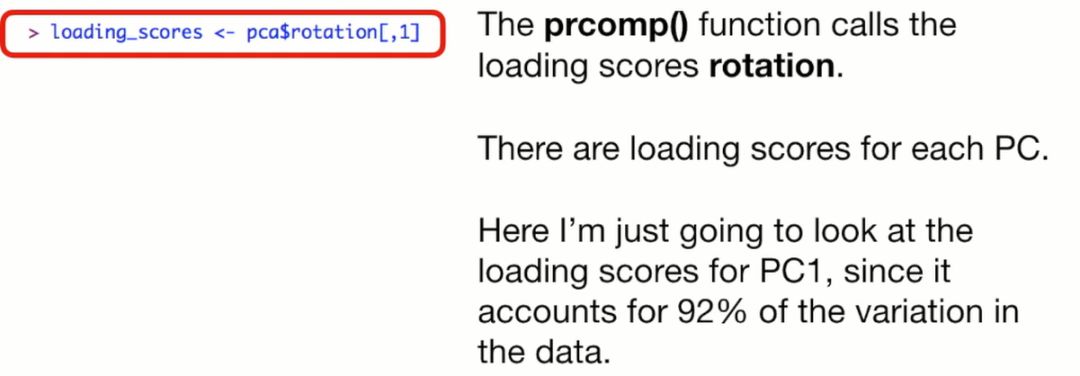 > loading_scores <- pca$rotation[,1]
The prcomp() function calls the
loading scores rotation.
There are loading scores for each PC.
Here I'm just going to look at the
loading scores for PC1, since it
accounts for 92% of the variation in
the data.